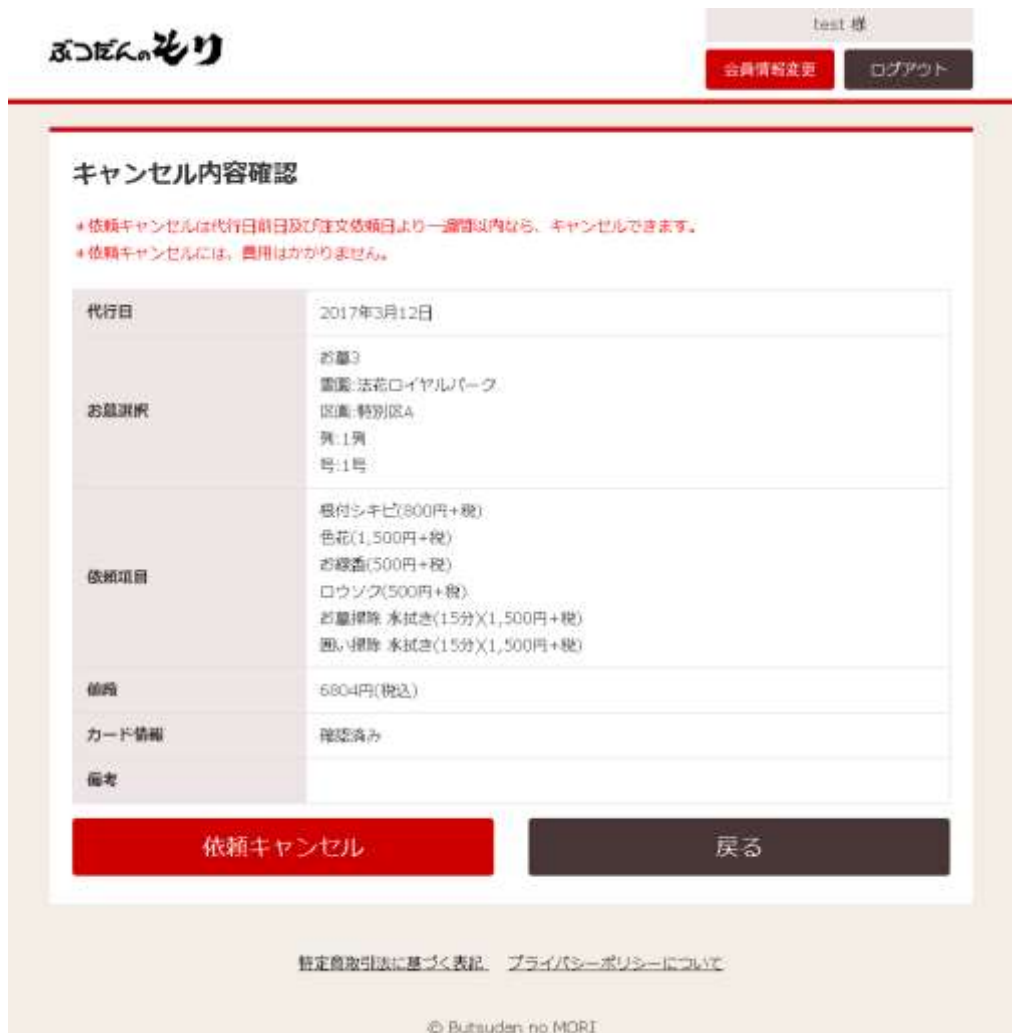 ぶつだんのもり
test 様
会員情報変更
ログアウト
キャンセル内容確認
*依頼キャンセルは代行日前日及び注文依頼日より一週間以内なら、キャンセルできます。
*依頼キャンセルには、費用はかかりません。
代行日
2017年3月12日
お墓選択
お墓3
霊園:法花ロイヤルパーク
区画:特別区A
列:1列
号:1号
依頼項目
根付シキビ(800円+税)
色花(1,500円+税)
お線香(500円+税)
ロウソク(500円+税)
お墓掃除 水拭き(15分)(1,500円+税)
囲い掃除 水拭き(15分)(1,500円+税)
値段
6804円(税込)
カード情報
確認済み
備考
依頼キャンセル
戻る
特定商取引法に基づく表記 プライバシーポリシーについて
© Butsudan no MORI